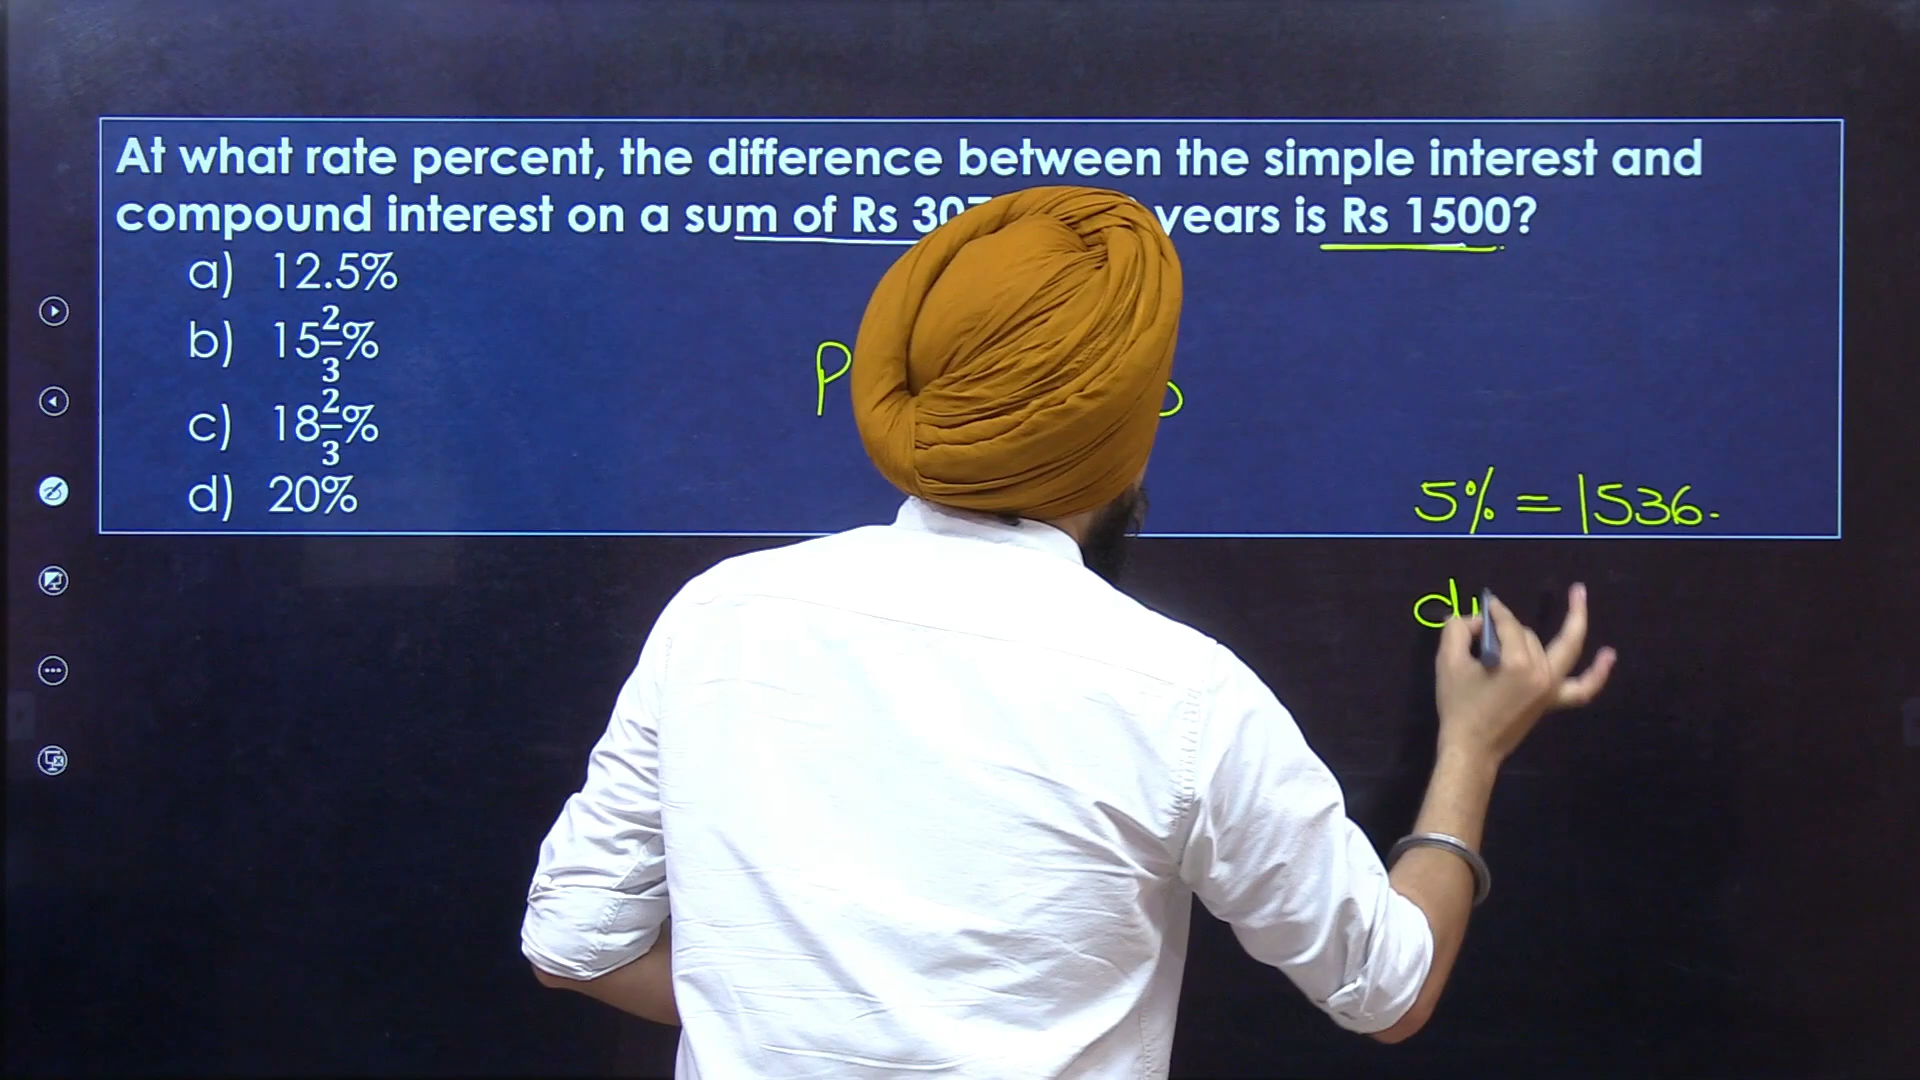 At what rate percent, the difference between the simple interest and
compound interest on a sum of Rs years is Rs 1500?
a) 12.5%
b) 15 2/3%
c) 18 2/3%
d) 20%
P
5% = 1536.